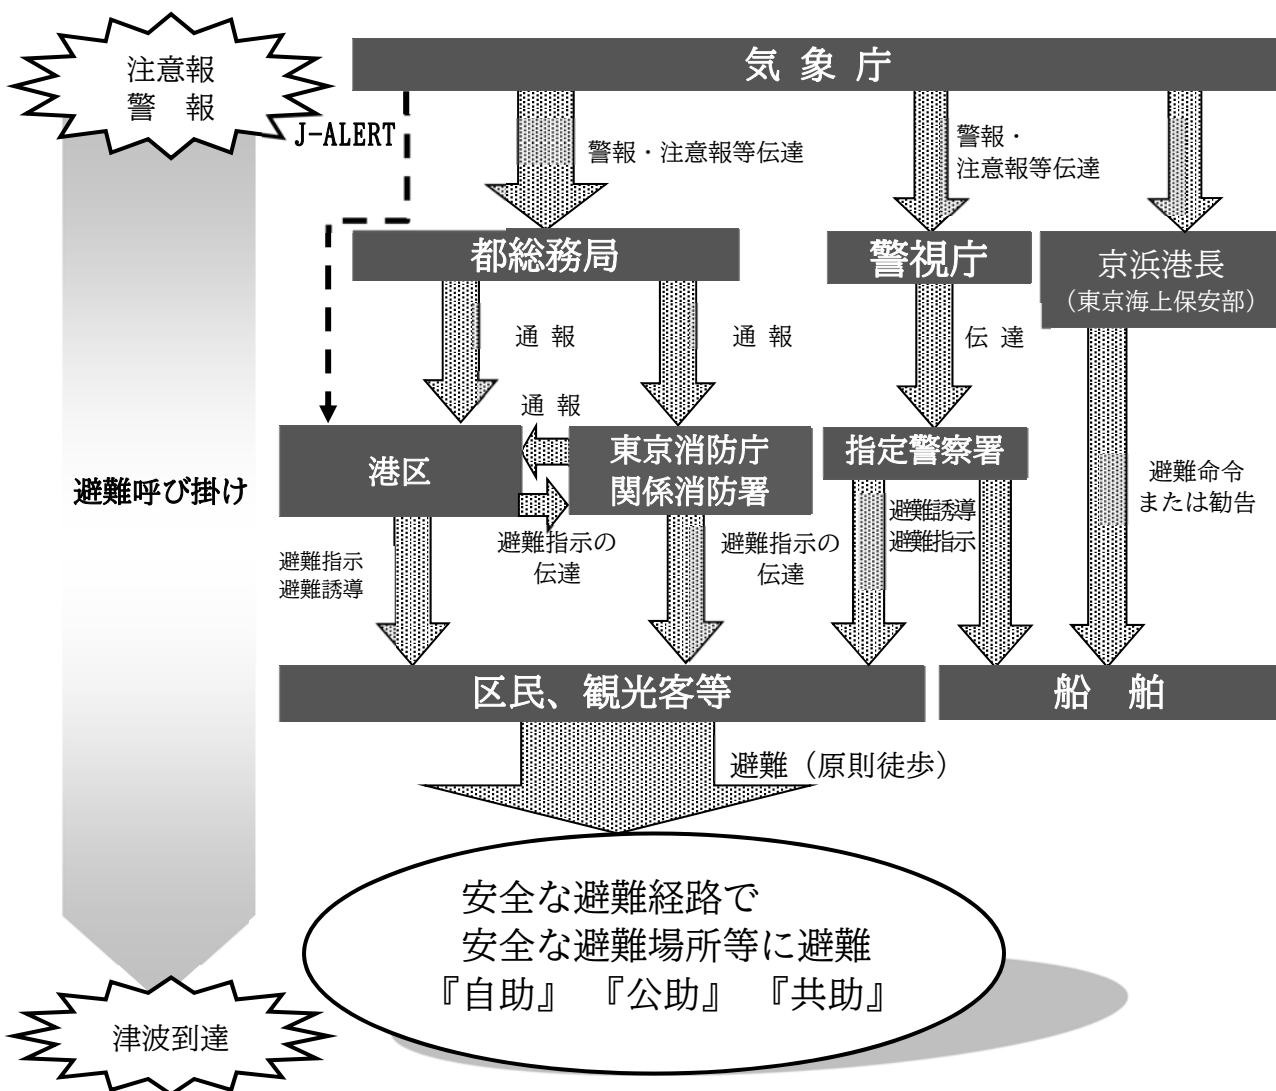 注意報
警　報
気 象 庁
J-ALERT
警報・注意報等伝達
警報・
注意報等伝達
都総務局
警視庁
京浜港長
（東京海上保安部）
通 報
通 報
伝 達
通 報
港区
東京消防庁
関係消防署
指定警察署
避難呼び掛け
避難命令
または勧告
避難誘導
避難指示
避難指示
避難誘導
避難指示の
伝達
避難指示の
伝達
区民、観光客等
船　舶
避難（原則徒歩）
安全な避難経路で
安全な避難場所等に避難
『自助』 『公助』 『共助』
津波到達